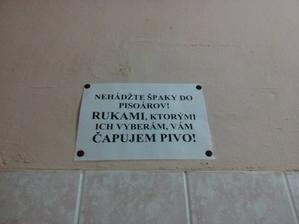 NEHÁDŽTE ŠPAKY DO
PISOÁROV!
RUKAMI, KTORÝMI
ICH VYBERÁM, VÁM
ČAPUJEM PIVO!